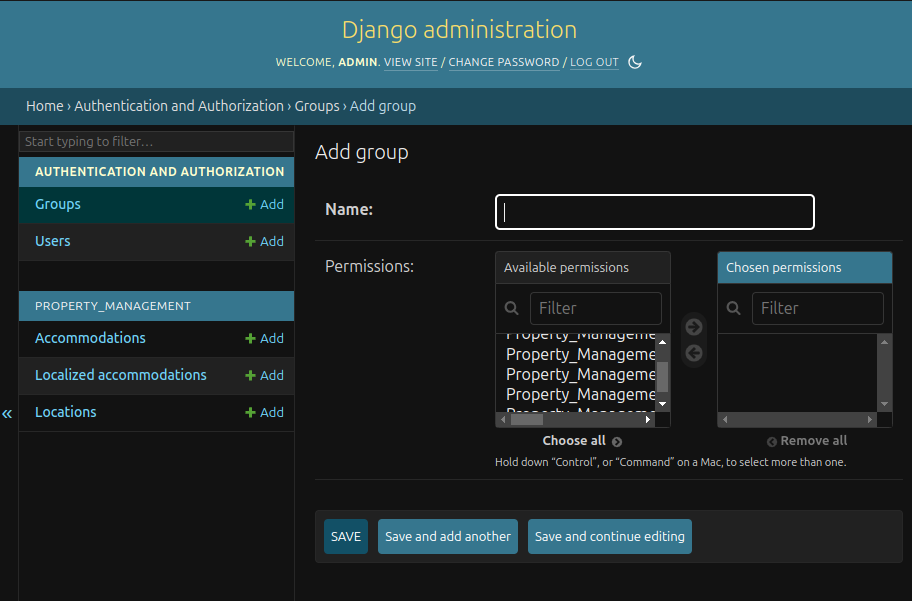 Django administration
WELCOME, ADMIN. VIEW SITE / CHANGE PASSWORD / LOG OUT
Home › Authentication and Authorization › Groups › Add group
Start typing to filter…
AUTHENTICATION AND AUTHORIZATION
Groups + Add
Users + Add
PROPERTY_MANAGEMENT
Accommodations + Add
Localized accommodations + Add
Locations + Add
«
Add group
Name:
Permissions:
Available permissions
Filter
Property_Manageme
Property_Manageme
Property_Manageme
Property_Manageme
Choose all
Chosen permissions
Filter
Remove all
Hold down “Control”, or “Command” on a Mac, to select more than one.
SAVE
Save and add another
Save and continue editing